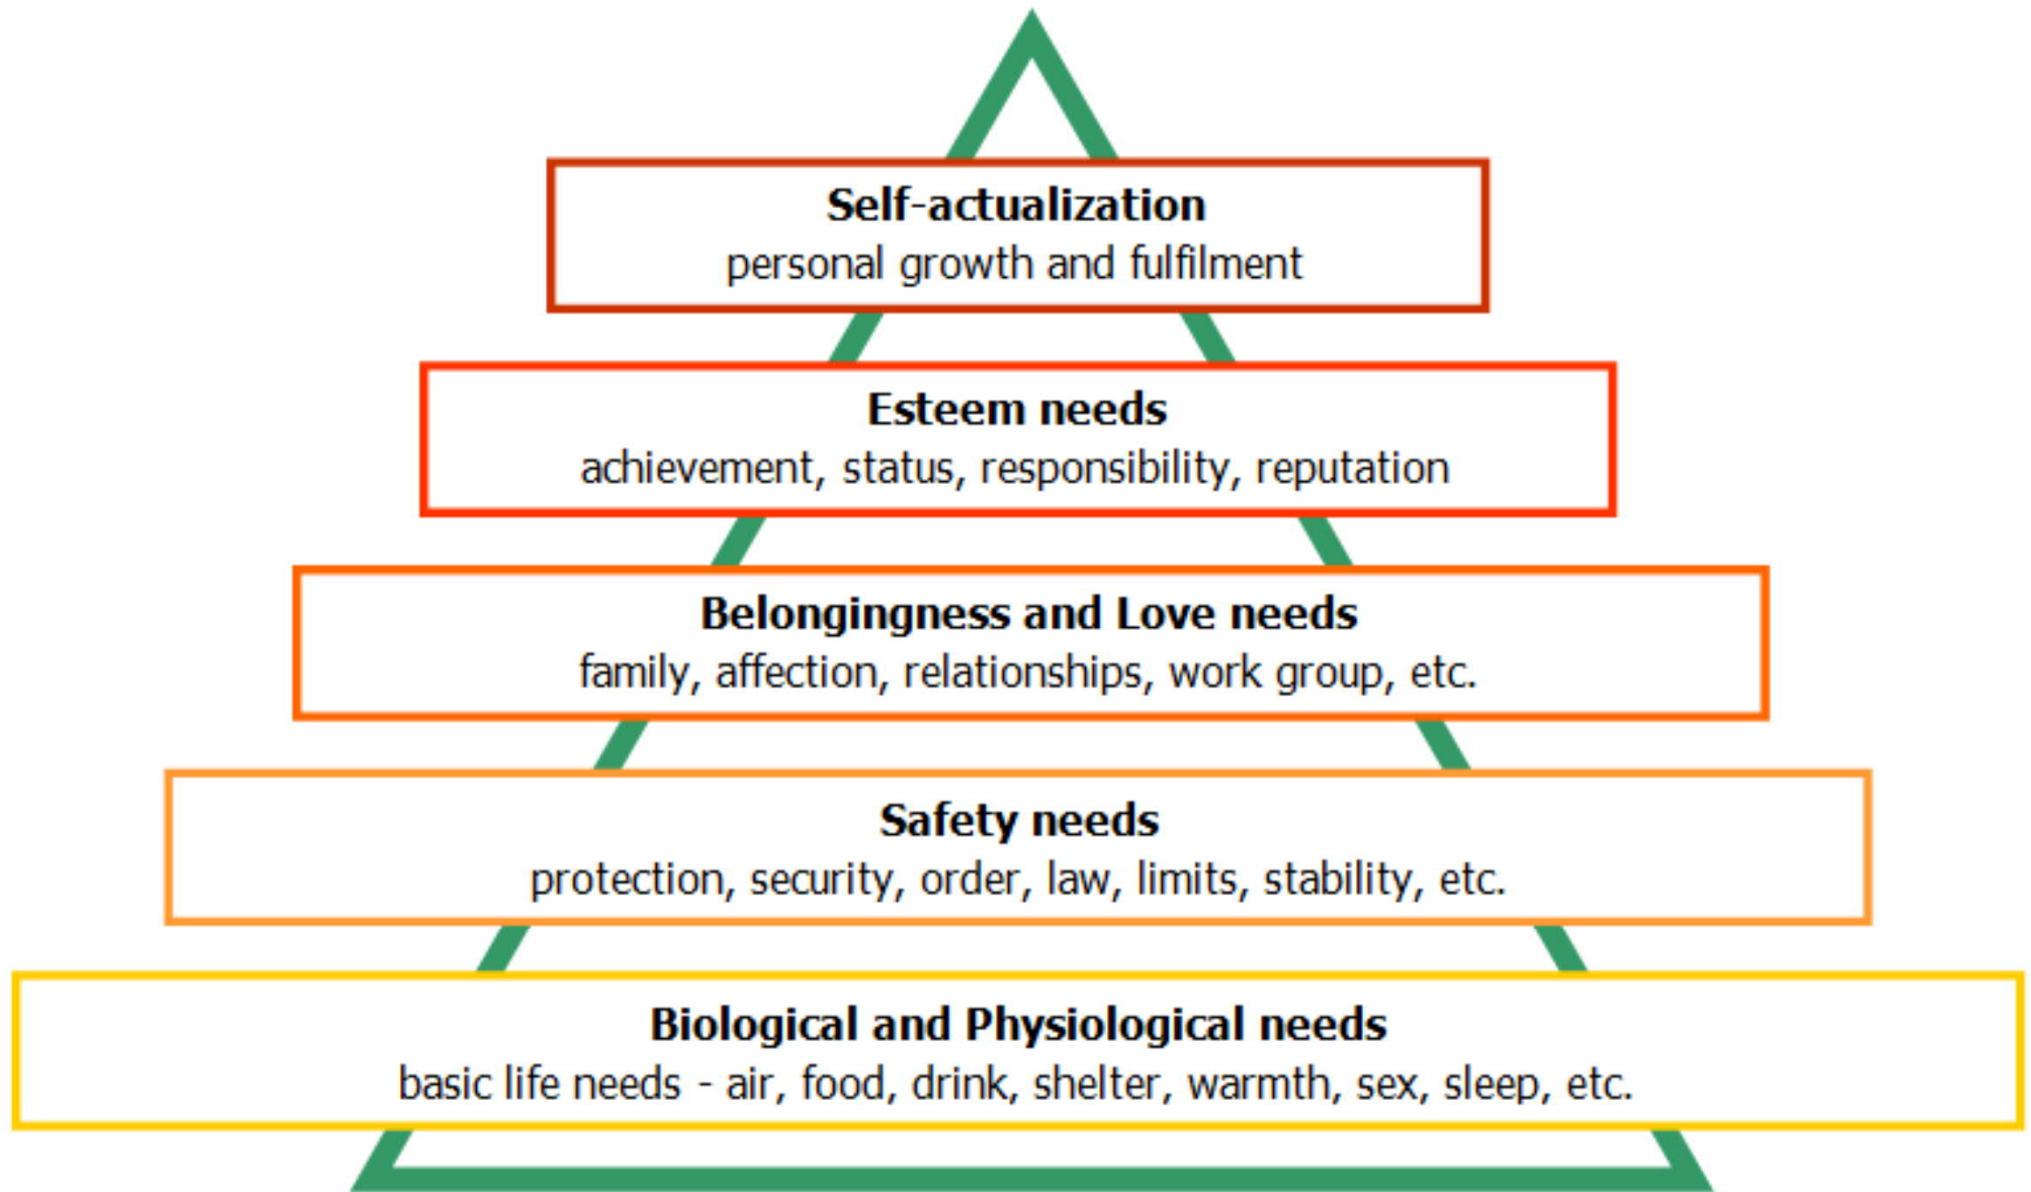 Self-actualization
personal growth and fulfilment
Esteem needs
achievement, status, responsibility, reputation
Belongingness and Love needs
family, affection, relationships, work group, etc.
Safety needs
protection, security, order, law, limits, stability, etc.
Biological and Physiological needs
basic life needs - air, food, drink, shelter, warmth, sex, sleep, etc.